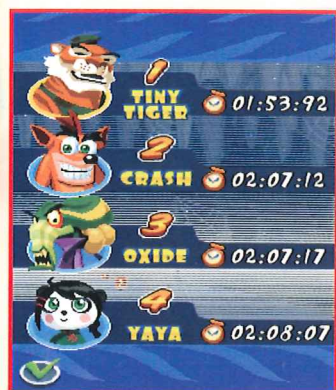 1
TINY
TIGER 01:53:92
2
CRASH 02:07:12
3
OXIDE 02:07:17
4
YAYA 02:08:07